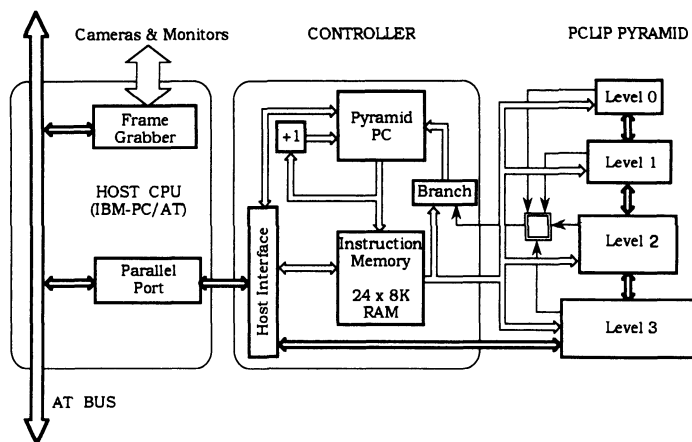 Cameras & Monitors
CONTROLLER
PCLIP PYRAMID
Frame
Grabber
HOST CPU
(IBM-PC/AT)
Parallel
Port
AT BUS
+1
Pyramid
PC
Branch
Host Interface
Instruction
Memory
24 x 8K
RAM
Level 0
Level 1
Level 2
Level 3